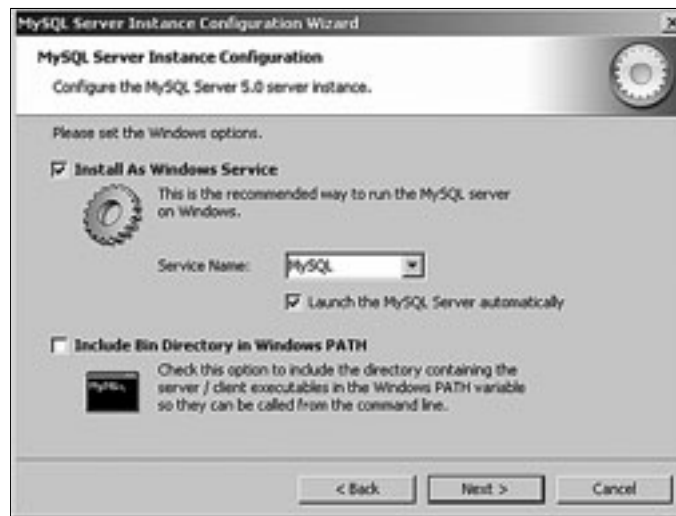 MySQL Server Instance Configuration Wizard
MySQL Server Instance Configuration
Configure the MySQL Server 5.0 server instance.
Please set the Windows options.
Install As Windows Service
This is the recommended way to run the MySQL server
on Windows.
Service Name: MySQL
Launch the MySQL Server automatically
Include Bin Directory in Windows PATH
Check this option to include the directory containing the
server / client executables in the Windows PATH variable
so they can be called from the command line.
< Back Next > Cancel